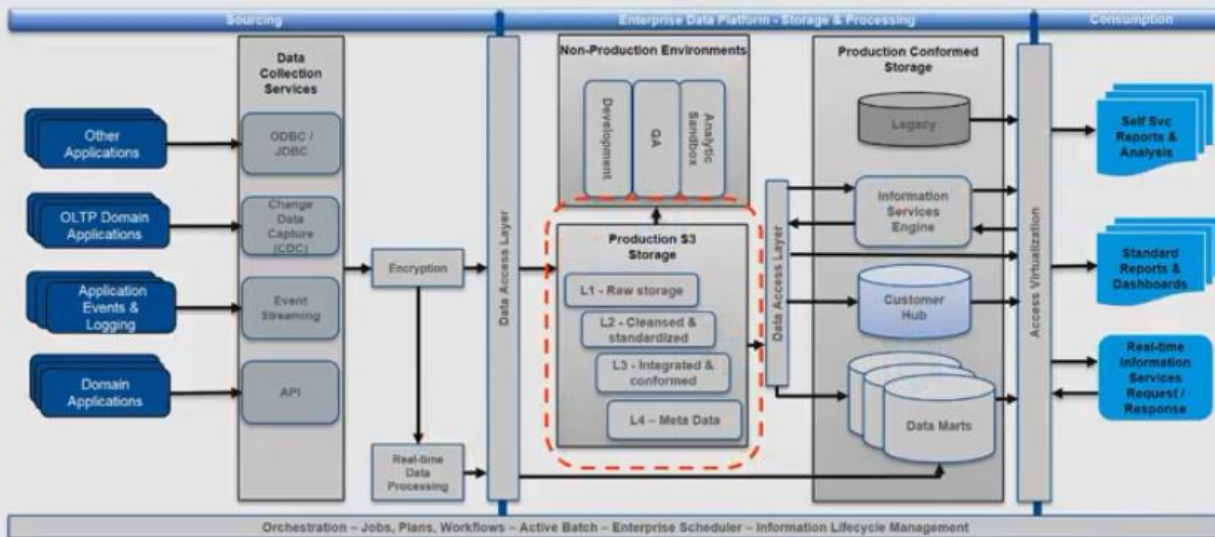 Sourcing
Enterprise Data Platform - Storage & Processing
Consumption
Data
Collection
Services
Non-Production Environments
Production Conformed
Storage
Other
Applications
OLTP Domain
Applications
Application
Events &
Logging
Domain
Applications
ODBC /
JDBC
Change
Data
Capture
(CDC)
Event
Streaming
API
Encryption
Real-time
Data
Processing
Data Access Layer
Development
QA
Analytic
Sandbox
Production S3
Storage
L1 - Raw storage
L2 - Cleansed &
standardized
L3 - Integrated &
conformed
L4 – Meta Data
Data Access Layer
Legacy
Information
Services
Engine
Customer
Hub
Data Marts
Access Virtualization
Self Svc
Reports &
Analysis
Standard
Reports &
Dashboards
Real-time
Information
Services
Request /
Response
Orchestration – Jobs, Plans, Workflows – Active Batch – Enterprise Scheduler – Information Lifecycle Management